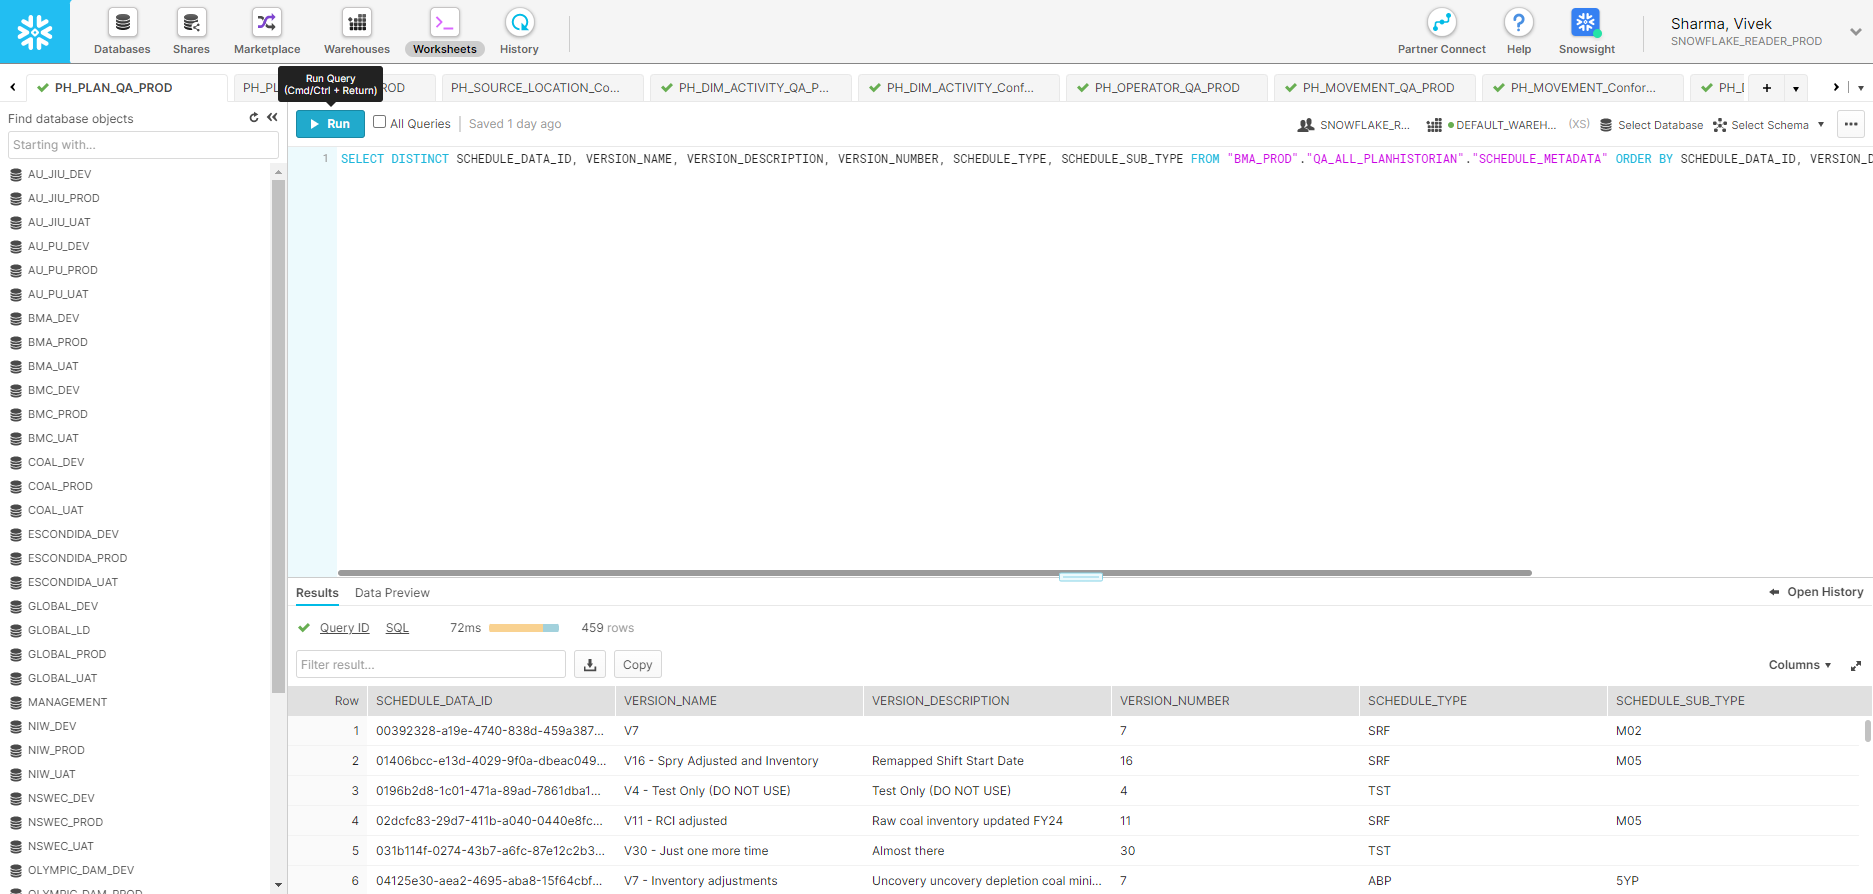 Databases
Shares
Marketplace
Warehouses
Worksheets
History
Partner Connect
Help
Snowsight
Sharma, Vivek
SNOWFLAKE_READER_PROD
PH_PLAN_QA_PROD
PH_PL
ROD
PH_SOURCE_LOCATION_Co...
PH_DIM_ACTIVITY_QA_P...
PH_DIM_ACTIVITY_Conf...
PH_OPERATOR_QA_PROD
PH_MOVEMENT_QA_PROD
PH_MOVEMENT_Confor...
PH_I
Run Query
(Cmd/Ctrl + Return)
Find database objects
Starting with...
Run
All Queries
Saved 1 day ago
SNOWFLAKE_R...
DEFAULT_WAREH...
(XS)
Select Database
Select Schema
1 SELECT DISTINCT SCHEDULE_DATA_ID, VERSION_NAME, VERSION_DESCRIPTION, VERSION_NUMBER, SCHEDULE_TYPE, SCHEDULE_SUB_TYPE FROM "BMA_PROD"."QA_ALL_PLANHISTORIAN"."SCHEDULE_METADATA" ORDER BY SCHEDULE_DATA_ID, VERSION_D
AU_JIU_DEV
AU_JIU_PROD
AU_JIU_UAT
AU_PU_DEV
AU_PU_PROD
AU_PU_UAT
BMA_DEV
BMA_PROD
BMA_UAT
BMC_DEV
BMC_PROD
BMC_UAT
COAL_DEV
COAL_PROD
COAL_UAT
ESCONDIDA_DEV
ESCONDIDA_PROD
ESCONDIDA_UAT
GLOBAL_DEV
GLOBAL_LD
GLOBAL_PROD
GLOBAL_UAT
MANAGEMENT
NIW_DEV
NIW_PROD
NIW_UAT
NSWEC_DEV
NSWEC_PROD
NSWEC_UAT
OLYMPIC_DAM_DEV
OLYMPIC_DAM_PROD
Results
Data Preview
Open History
Query ID
SQL
72ms
459 rows
Filter result...
Copy
Columns
Row SCHEDULE_DATA_ID VERSION_NAME VERSION_DESCRIPTION VERSION_NUMBER SCHEDULE_TYPE SCHEDULE_SUB_TYPE
1 00392328-a19e-4740-838d-459a387... V7 7 SRF M02
2 01406bcc-e13d-4029-9f0a-dbeac049... V16 - Spry Adjusted and Inventory Remapped Shift Start Date 16 SRF M05
3 0196b2d8-1c01-471a-89ad-7861dba1... V4 - Test Only (DO NOT USE) Test Only (DO NOT USE) 4 TST
4 02dcfc83-29d7-411b-a040-0440e8fc... V11 - RCI adjusted Raw coal inventory updated FY24 11 SRF M05
5 031b114f-0274-43b7-a6fc-87e12c2b3... V30 - Just one more time Almost there 30 TST
6 04125e30-aea2-4695-aba8-15f64cbf... V7 - Inventory adjustments Uncovery uncovery depletion coal mini... 7 ABP 5YP